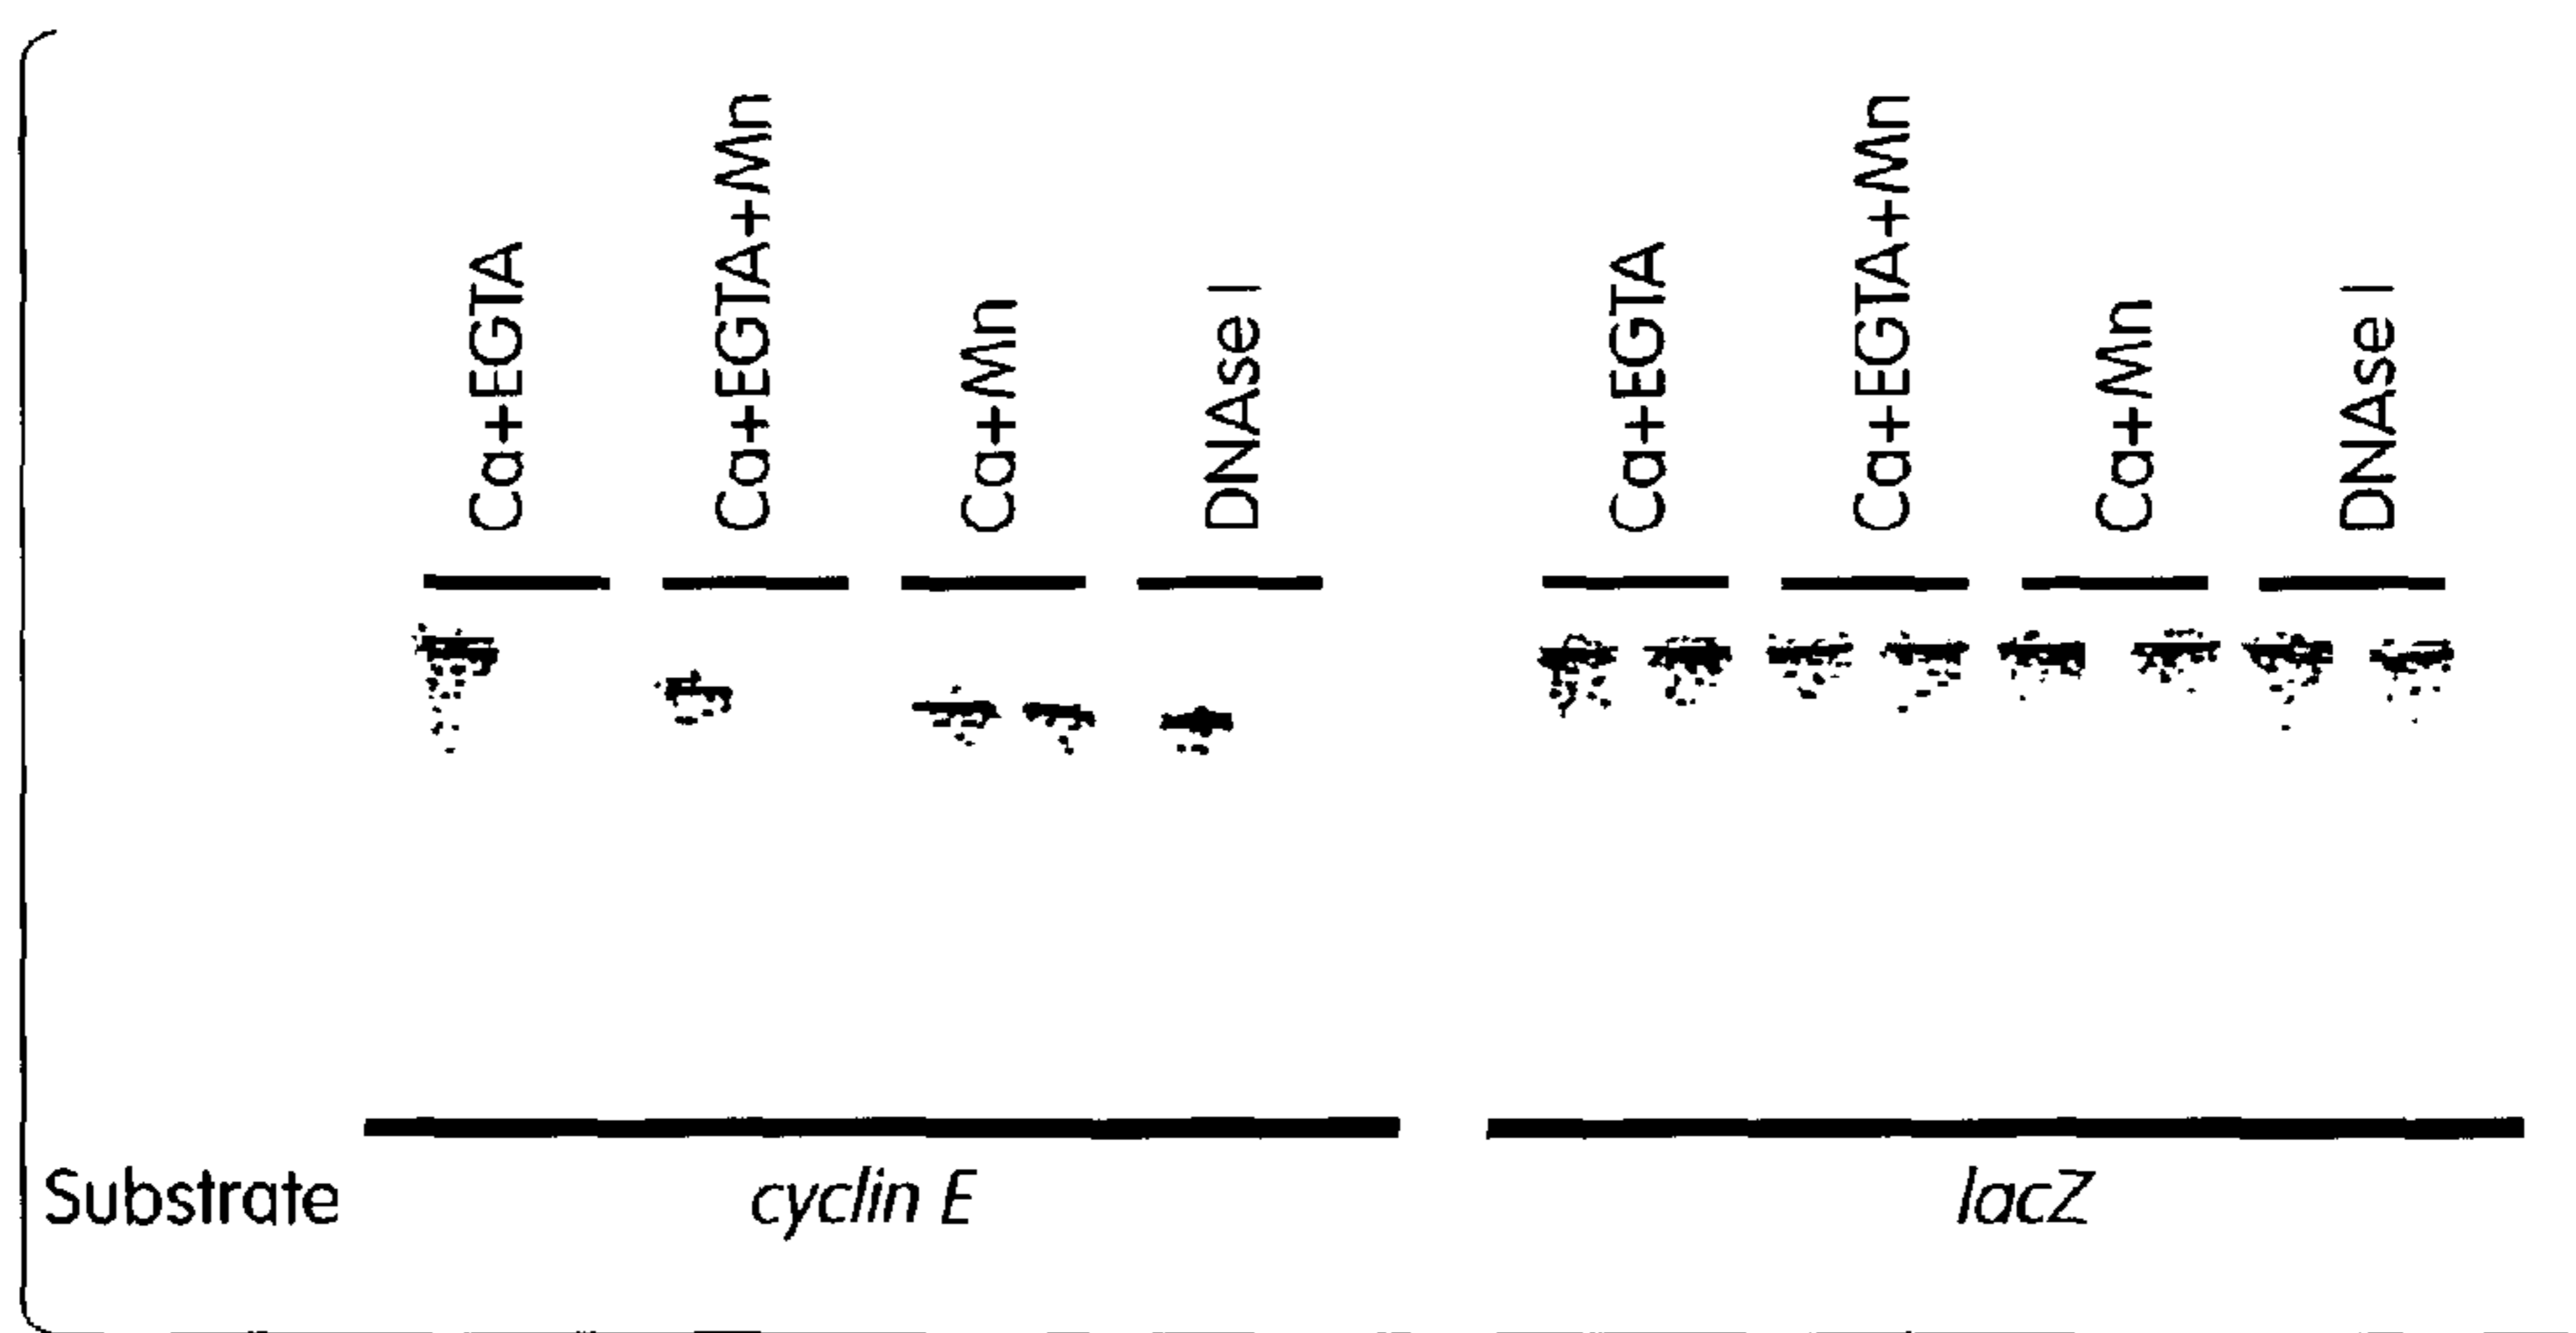 Ca+EGTA
Ca+EGTA+Mn
Ca+Mn
DNAse I
Ca+EGTA
Ca+EGTA+Mn
Ca+Mn
DNAse I
Substrate cyclin E lacZ